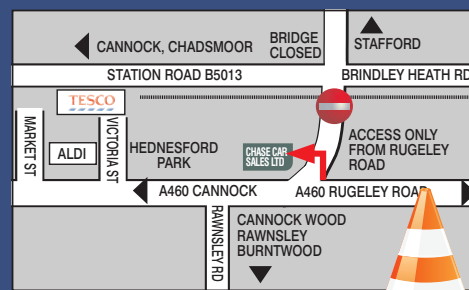 CANNOCK, CHADSMOOR
BRIDGE
CLOSED
STAFFORD
STATION ROAD B5013
BRINDLEY HEATH RD
TESCO
MARKET ST
ALDI
VICTORIA ST
HEDNESFORD
PARK
CHASE CAR
SALES LTD
ACCESS ONLY
FROM RUGELEY
ROAD
A460 CANNOCK
A460 RUGELEY ROAD
RAWNSLEY RD
CANNOCK WOOD
RAWNSLEY
BURNTWOOD